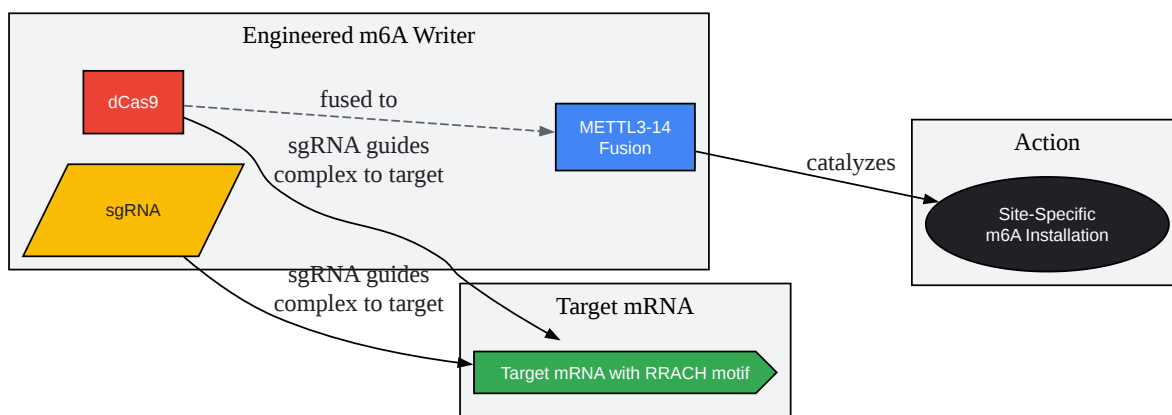 Engineered m6A Writer
dCas9
fused to
METTL3-14
Fusion
sgRNA guides
complex to target
sgRNA
catalyzes
Action
Site-Specific
m6A Installation
sgRNA guides
complex to target
Target mRNA
Target mRNA with RRACH motif